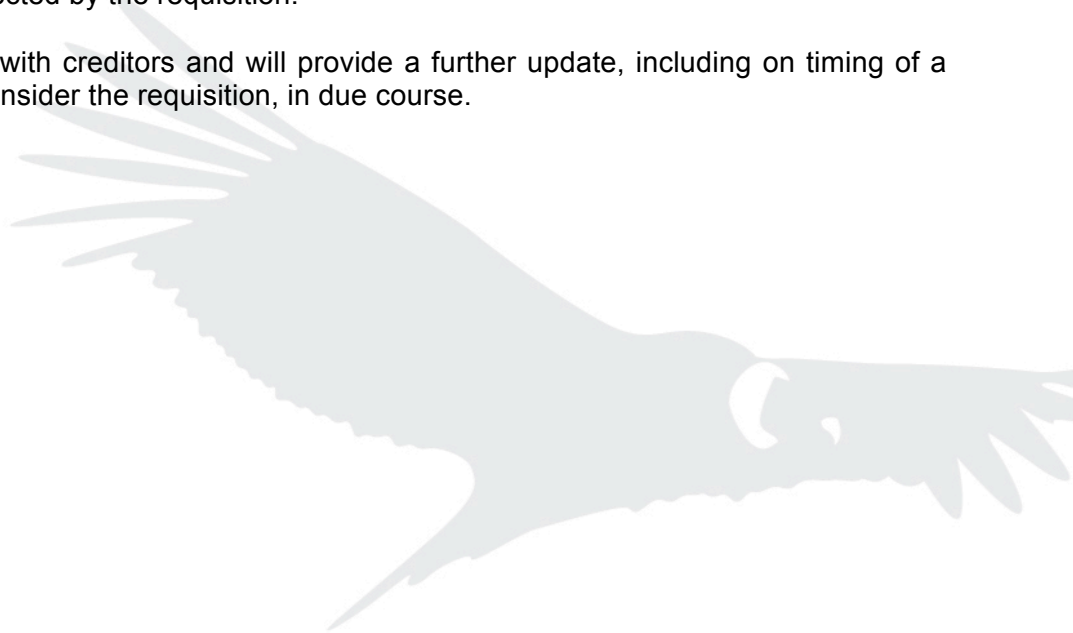 by the requisition.
with creditors and will provide a further update, including on timing of a
nsider the requisition, in due course.